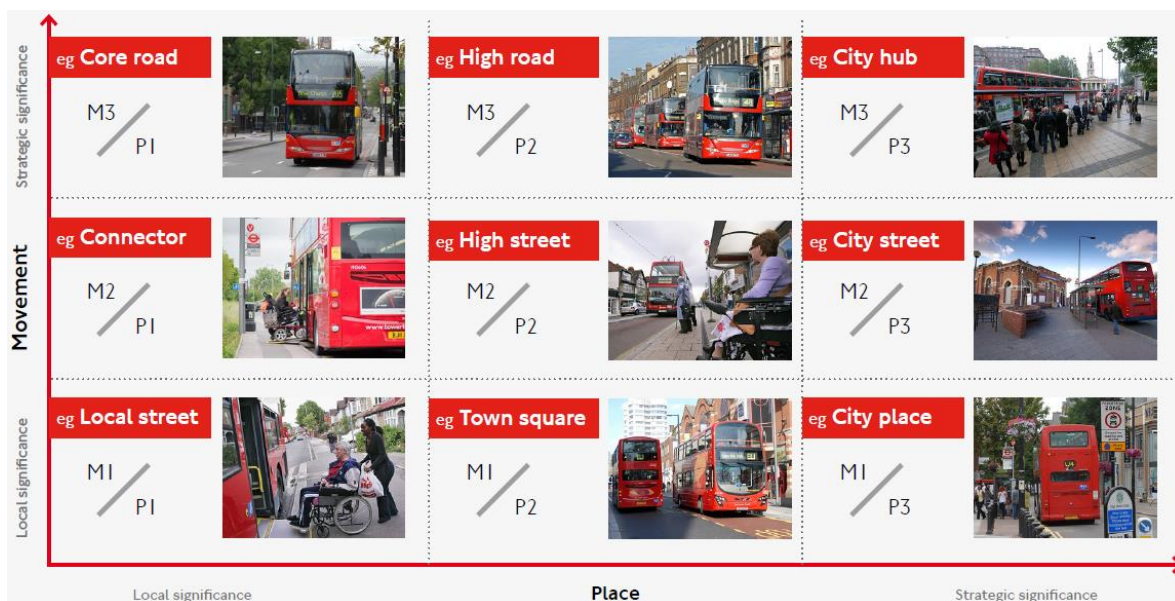 Movement
Strategic significance
Local significance
eg Core road
M3
P1
eg High road
M3
P2
eg City hub
M3
P3
eg Connector
M2
P1
eg High street
M2
P2
eg City street
M2
P3
eg Local street
M1
P1
eg Town square
M1
P2
eg City place
M1
P3
ZONE
Local significance
Place
Strategic significance